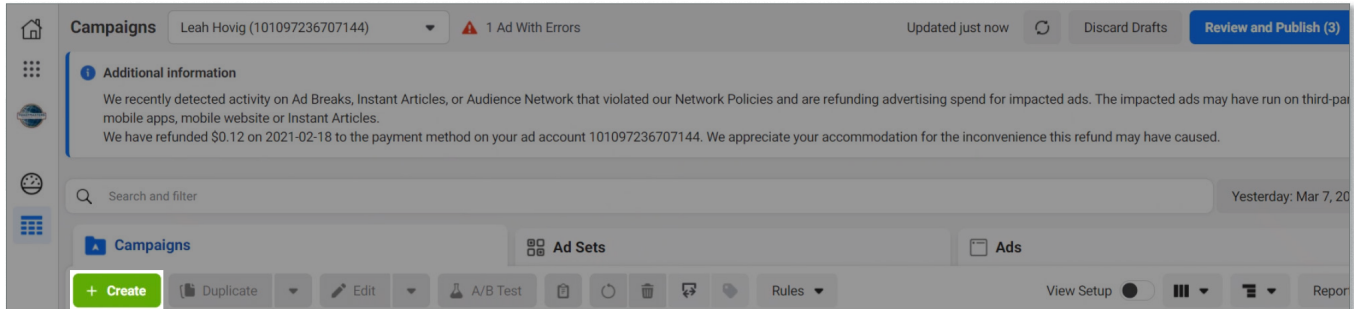 Campaigns Leah Hovig (101097236707144) 1 Ad With Errors Updated just now Discard Drafts Review and Publish (3)
Additional information
We recently detected activity on Ad Breaks, Instant Articles, or Audience Network that violated our Network Policies and are refunding advertising spend for impacted ads. The impacted ads may have run on third-par
mobile apps, mobile website or Instant Articles.
We have refunded $0.12 on 2021-02-18 to the payment method on your ad account 101097236707144. We appreciate your accommodation for the inconvenience this refund may have caused.
Search and filter Yesterday: Mar 7, 20
Campaigns Ad Sets Ads
+ Create Duplicate Edit A/B Test Rules View Setup Repor